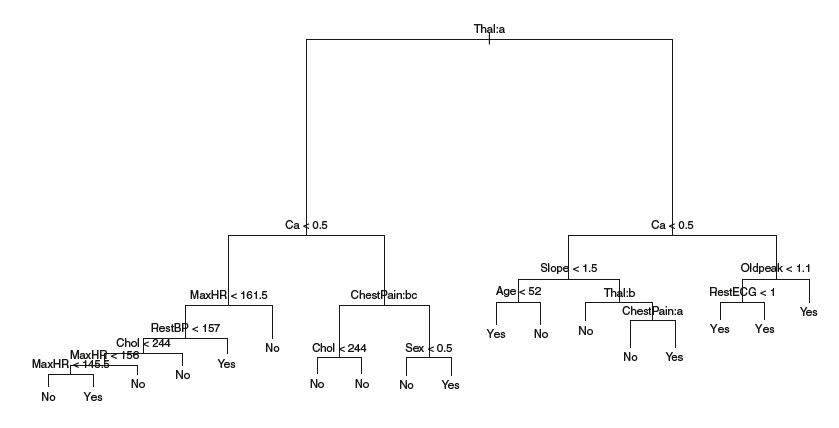 Thal:a
Ca < 0.5
Ca < 0.5
Slope < 1.5
Oldpeak < 1.1
MaxHR < 161.5
ChestPain:bc
Age < 52
Thal:b
RestECG < 1
ChestPain:a
Yes
RestBP < 157
Yes
No
No
Yes
Yes
Chol < 244
No
Chol < 244
Sex < 0.5
MaxHR < 156
Yes
No
Yes
MaxHR < 145.5
No
No
No
No
No
Yes
No
Yes